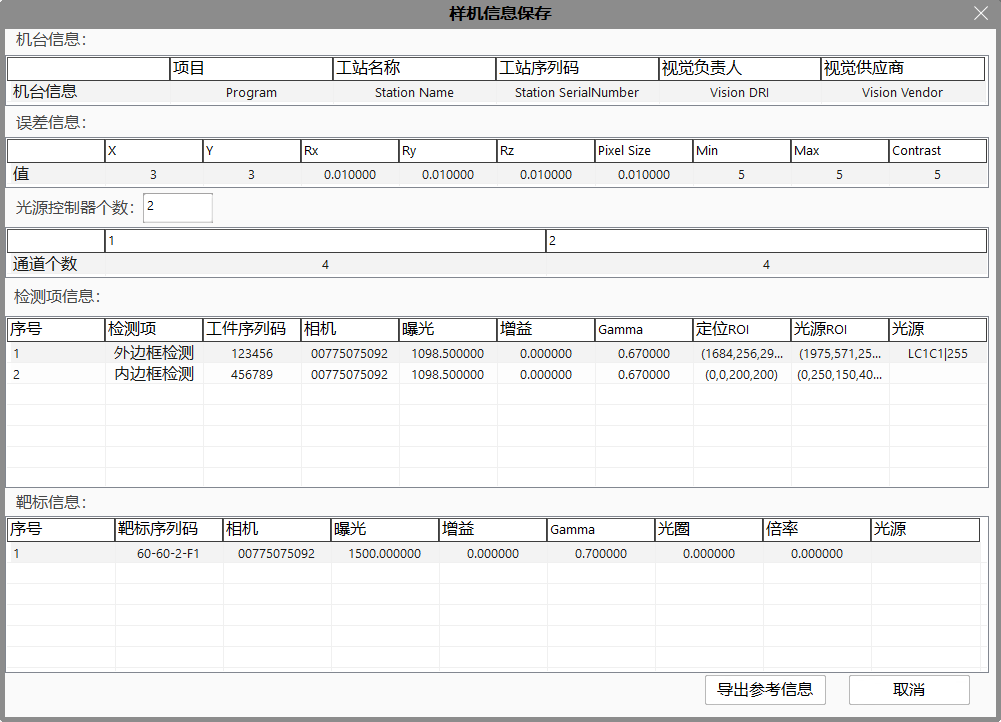 样机信息保存
机台信息：
项目 工站名称 工站序列码 视觉负责人 视觉供应商
机台信息 Program Station Name Station SerialNumber Vision DRI Vision Vendor
误差信息：
X Y Rx Ry Rz Pixel Size Min Max Contrast
值 3 3 0.010000 0.010000 0.010000 0.010000 5 5 5
光源控制器个数： 2
1 2
通道个数 4 4
检测项信息：
序号 检测项 工件序列码 相机 曝光 增益 Gamma 定位ROI 光源ROI 光源
1 外边框检测 123456 00775075092 1098.500000 0.000000 0.670000 (1684,256,29... (1975,571,25... LC1C1|255
2 内边框检测 456789 00775075092 1098.500000 0.000000 0.670000 (0,0,200,200) (0,250,150,40...
靶标信息：
序号 靶标序列码 相机 曝光 增益 Gamma 光圈 倍率 光源
1 60-60-2-F1 00775075092 1500.000000 0.000000 0.700000 0.000000 0.000000
导出参考信息 取消